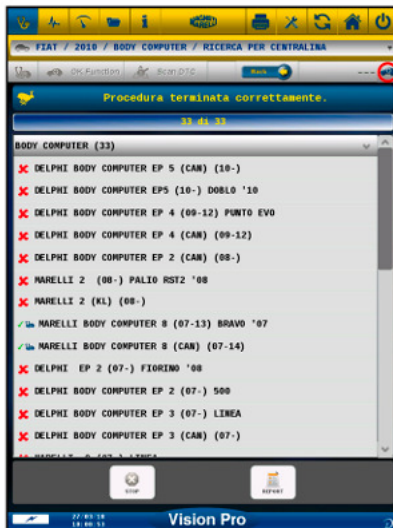 MAGNETI MARELLI
FIAT / 2010 / BODY COMPUTER / RICERCA PER CENTRALINA
OK Function Scan DTC Back ---
Procedura terminata correttamente.
33 di 33
BODY COMPUTER (33)
DELPHI BODY COMPUTER EP 5 (CAN) (10-)
DELPHI BODY COMPUTER EP5 (10-) DOBLO '10
DELPHI BODY COMPUTER EP 4 (09-12) PUNTO EVO
DELPHI BODY COMPUTER EP 4 (CAN) (09-12)
DELPHI BODY COMPUTER EP 2 (CAN) (08-)
MARELLI 2 (08-) PALIO RST2 '08
MARELLI 2 (KL) (08-)
MARELLI BODY COMPUTER 8 (07-13) BRAVO '07
MARELLI BODY COMPUTER 8 (CAN) (07-14)
DELPHI EP 2 (07-) FIORINO '08
DELPHI BODY COMPUTER EP 2 (07-) 500
DELPHI BODY COMPUTER EP 3 (07-) LINEA
DELPHI BODY COMPUTER EP 3 (CAN) (07-)
STOP REPORT
Vision Pro